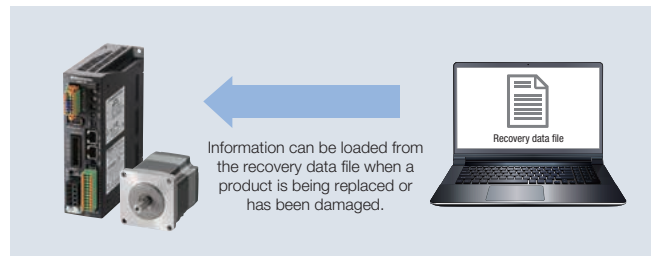 Recovery data file
Information can be loaded from
the recovery data file when a
product is being replaced or
has been damaged.